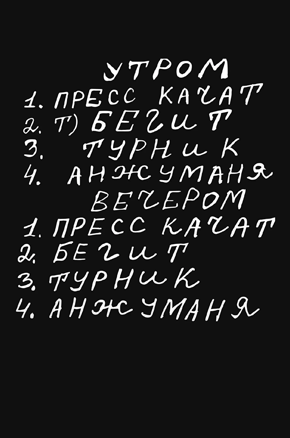 УТРОМ
1. ПРЕСС КАЧАТ
2. Т) БЕГИТ
3. ТУРНИК
4. АНЖУМАНЯ
ВЕЧЕРОМ
1. ПРЕСС КАЧАТ
2. БЕГИТ
3. ТУРНИК
4. АНЖУМАНЯ